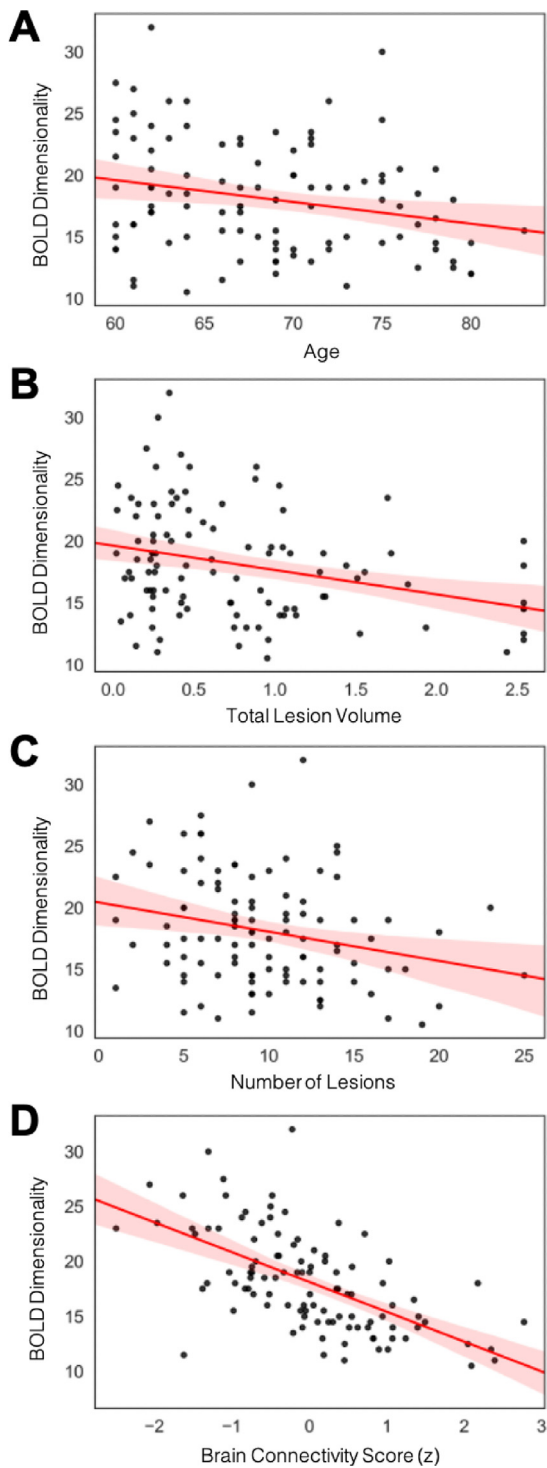 A
BOLD Dimensionality
30
25
20
15
10
60 65 70 75 80
Age
B
BOLD Dimensionality
30
25
20
15
10
0.0 0.5 1.0 1.5 2.0 2.5
Total Lesion Volume
C
BOLD Dimensionality
30
25
20
15
10
0 5 10 15 20 25
Number of Lesions
D
BOLD Dimensionality
30
25
20
15
10
−2 −1 0 1 2 3
Brain Connectivity Score (z)